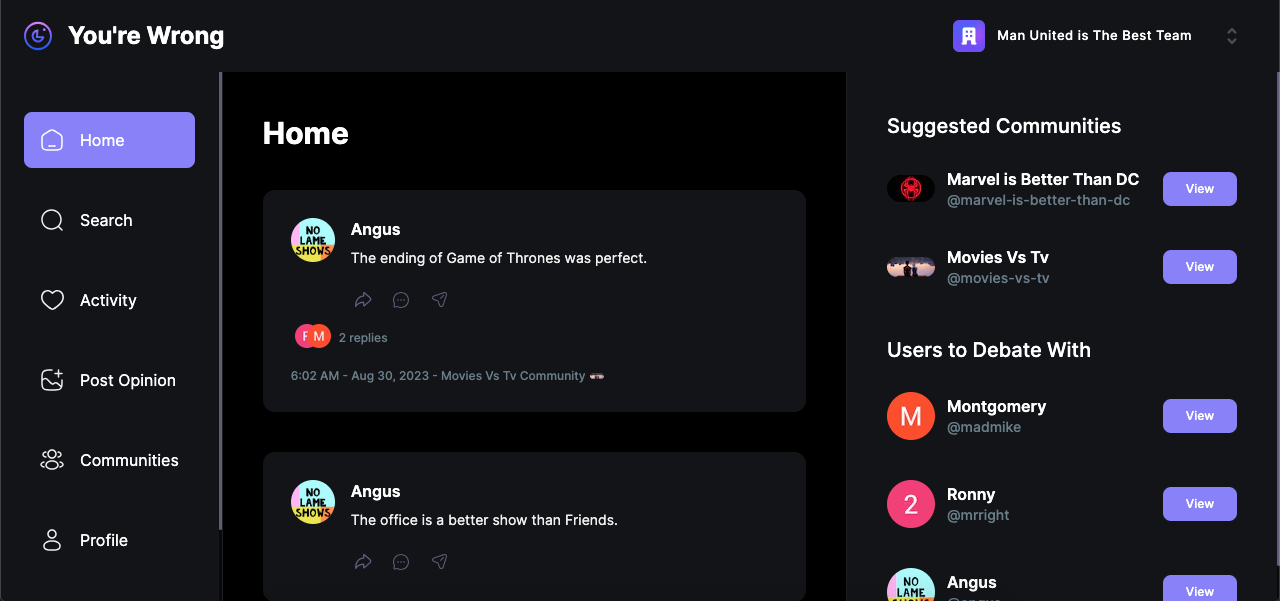 You're Wrong
Man United is The Best Team
Home
Search
Activity
Post Opinion
Communities
Profile
Home
NO
LAME
SHOWS
Angus
The ending of Game of Thrones was perfect.
F M
2 replies
6:02 AM - Aug 30, 2023 - Movies Vs Tv Community
NO
LAME
SHOWS
Angus
The office is a better show than Friends.
Suggested Communities
Marvel is Better Than DC
@marvel-is-better-than-dc
View
Movies Vs Tv
@movies-vs-tv
View
Users to Debate With
M
Montgomery
@madmike
View
2
Ronny
@mrright
View
NO
LAME
SHOWS
Angus
View